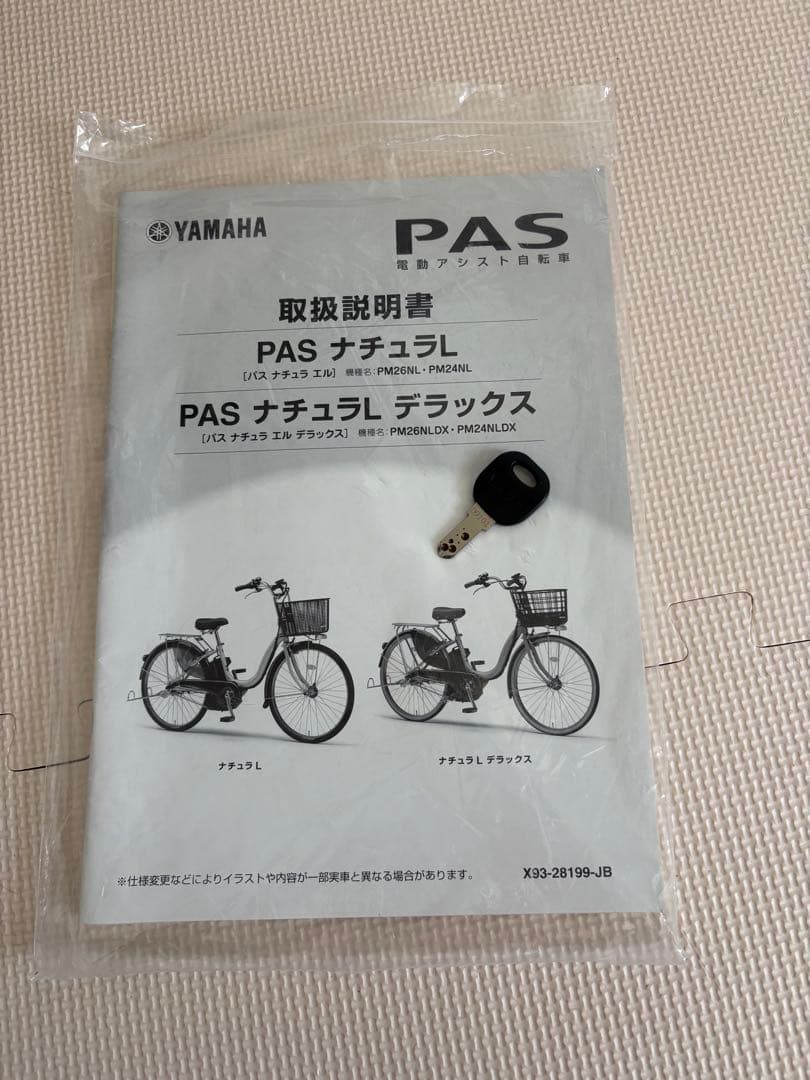 YAMAHA
PAS
電動アシスト自転車
取扱説明書
PAS ナチュラL
[パス ナチュラ エル] 機種名:PM26NL・PM24NL
PAS ナチュラL デラックス
[パス ナチュラ エル デラックス] 機種名:PM26NLDX・PM24NLDX
ナチュラ L
ナチュラ L デラックス
※仕様変更などによりイラストや内容が一部実車と異なる場合があります。
X93-28199-JB